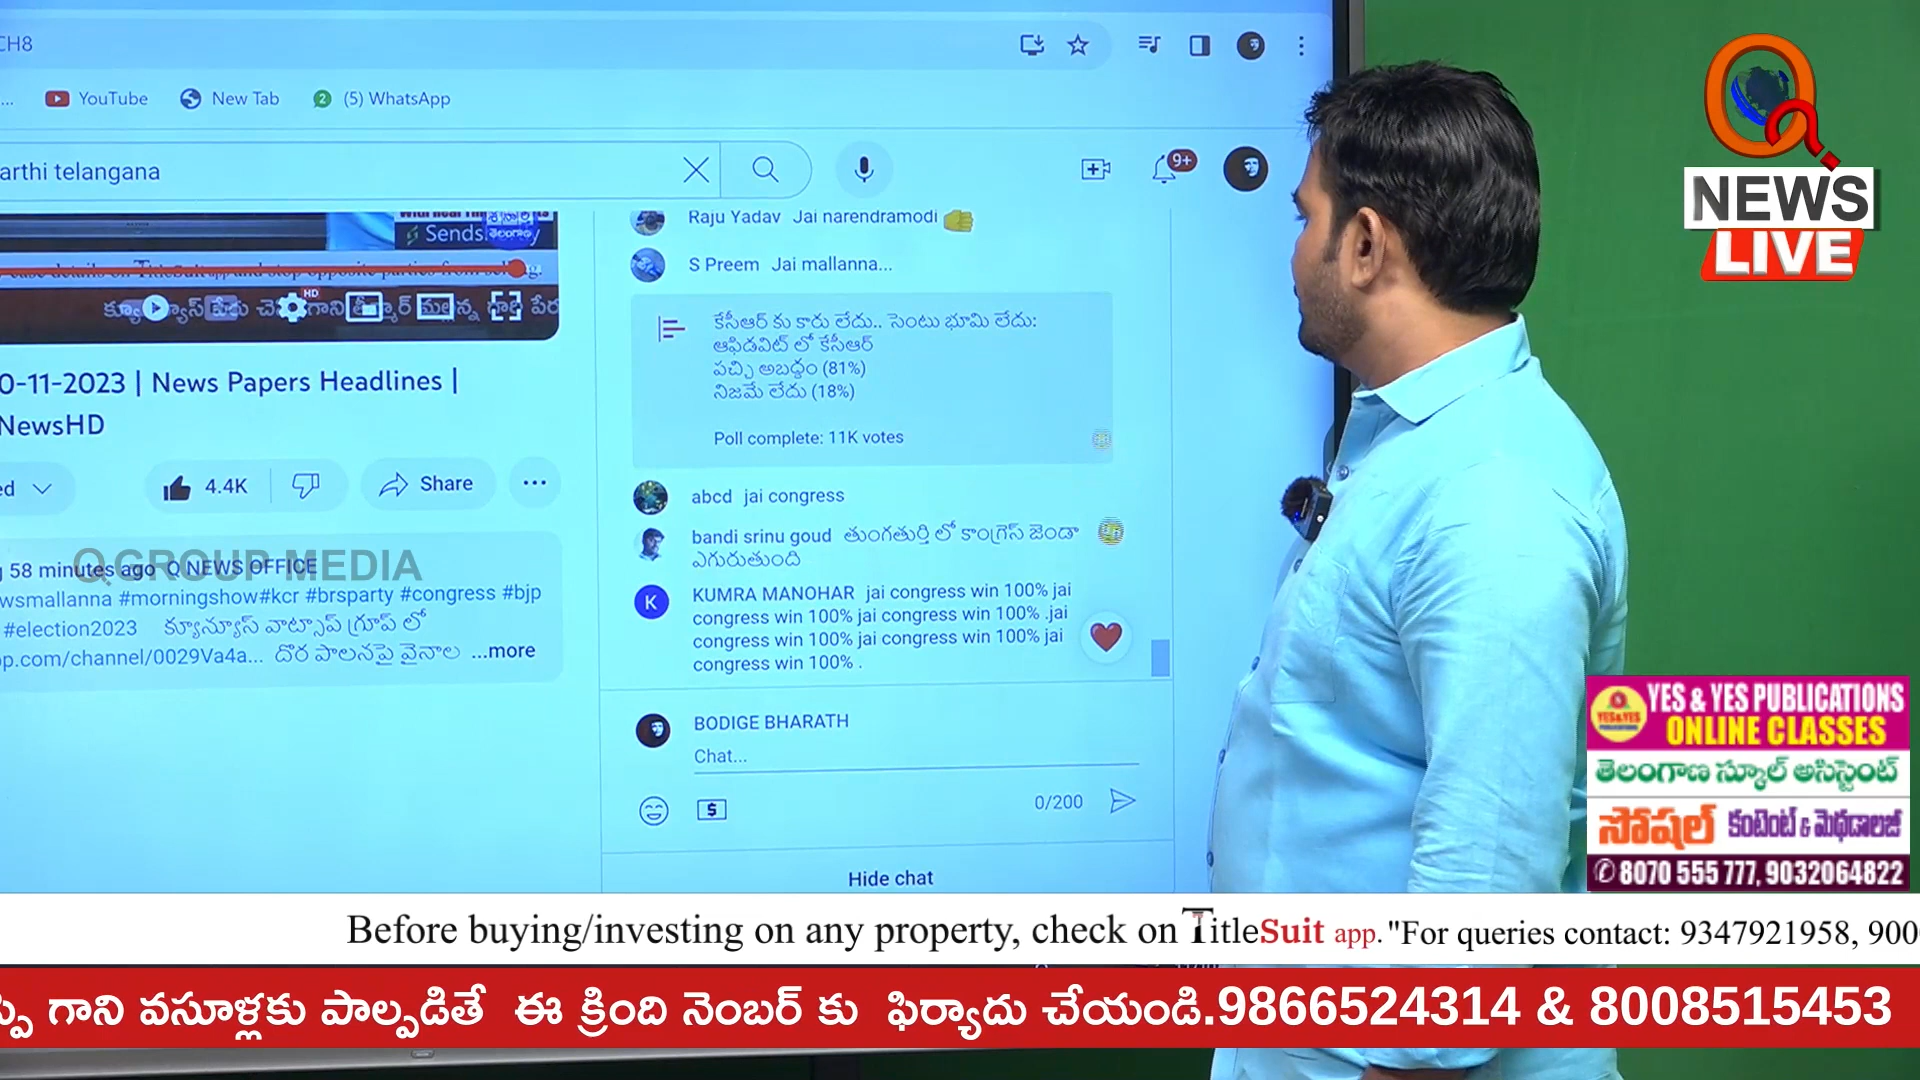 CH8
YouTube
New Tab
(5) WhatsApp
arthi telangana
9+
Raju Yadav Jai narendramodi
S Preem Jai mallanna...
కేసీఆర్ కు కారు లేదు.. సెంటు భూమి లేదు:
ఆఫిడవిట్ లో కేసీఆర్
పచ్చి అబద్ధం (81%)
నిజమే లేదు (18%)
Poll complete: 11K votes
HD
0-11-2023 | News Papers Headlines |
NewsHD
4.4K
Share
...
abcd jai congress
bandi srinu goud తుంగతుర్తి లో కాంగ్రెస్ జెండా
ఎగురుతుంది
KUMRA MANOHAR jai congress win 100% jai
congress win 100% jai congress win 100% .jai
congress win 100% jai congress win 100% jai
congress win 100% .
Q GROUP MEDIA
58 minutes ago Q NEWS OFFICE
wsmallanna #morningshow#kcr #brsparty #congress #bjp
#election2023 క్యూన్యూస్ వాట్సాప్ గ్రూప్ లో
p.com/channel/0029Va4a... దొర పాలనపై వైనాల ...more
BODIGE BHARATH
Chat...
0/200
Hide chat
NEWS
LIVE
YES & YES PUBLICATIONS
ONLINE CLASSES
తెలంగాణ స్కూల్ అసిస్టెంట్
సోషల్ కంటెంట్ & మెథడాలజీ
8070 555 777, 9032064822
Before buying/investing on any property, check on TitleSuit app. "For queries contact: 9347921958, 900
గాని వసూళ్లకు పాల్పడితే ఈ క్రింది నెంబర్ కు ఫిర్యాదు చేయండి.9866524314 & 8008515453